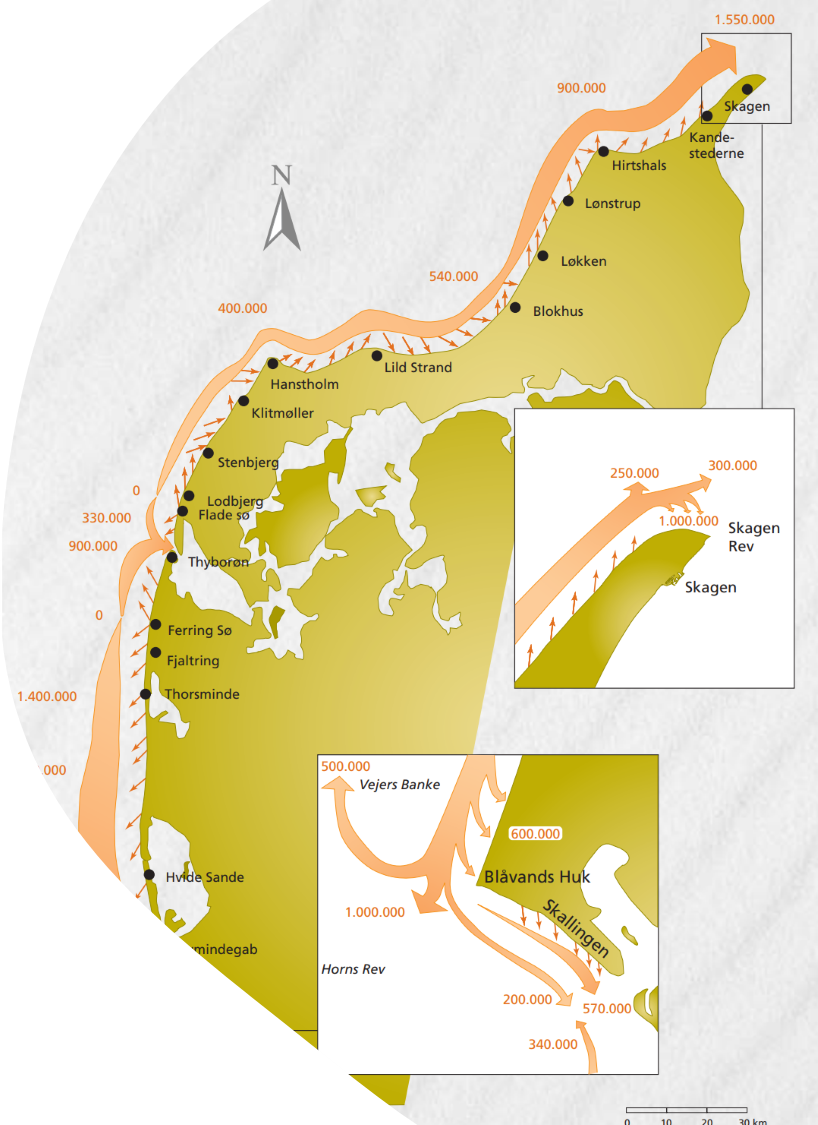 1.550.000
900.000
Skagen
Kande-
stederne
Hirtshals
N
Lønstrup
Løkken
540.000
Blokhus
400.000
Lild Strand
Hanstholm
Klitmøller
Stenbjerg
0
Lodbjerg
330.000
Flade sø
900.000
Thyborøn
0
Ferring Sø
Fjaltring
1.400.000
Thorsminde
.000
Hvide Sande
mindegab
250.000
300.000
1.000.000
Skagen
Rev
Skagen
500.000
Vejers Banke
600.000
Blåvands Huk
1.000.000
Skallingen
Horns Rev
200.000
570.000
340.000
0
10
20
30 km